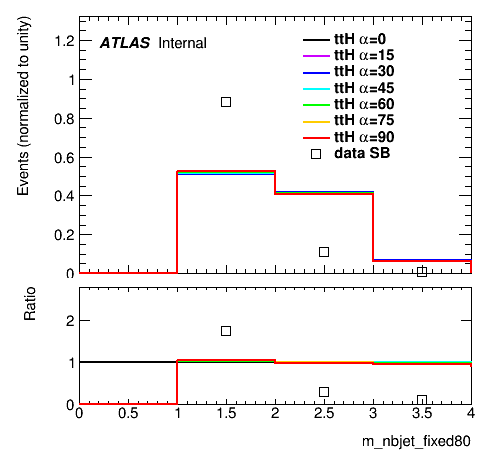 ATLAS Internal
ttH α=0
ttH α=15
ttH α=30
ttH α=45
ttH α=60
ttH α=75
ttH α=90
data SB
Events (normalized to unity)
1.2
1
0.8
0.6
0.4
0.2
0
Ratio
2
1
0
0 0.5 1 1.5 2 2.5 3 3.5 4
m_nbjet_fixed80